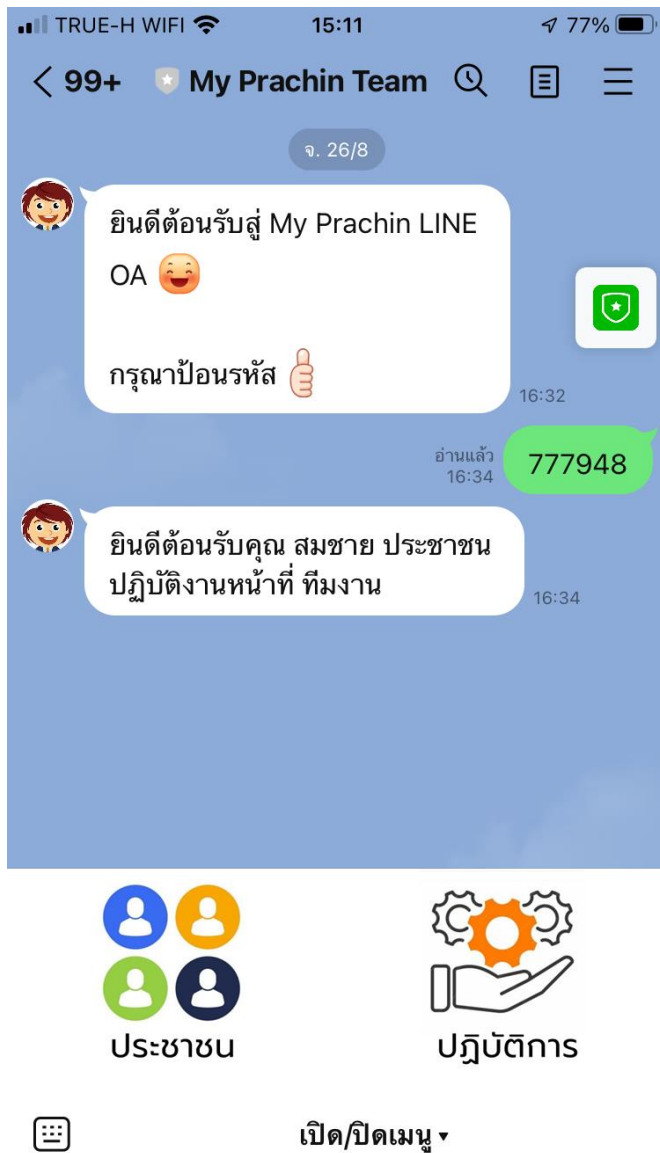 TRUE-H WIFI 15:11 77%
99+ My Prachin Team
จ. 26/8
ยินดีต้อนรับสู่ My Prachin LINE
OA
กรุณาป้อนรหัส
16:32
อ่านแล้ว
16:34
777948
ยินดีต้อนรับคุณ สมชาย ประชาชน
ปฏิบัติงานหน้าที่ ทีมงาน
16:34
ประชาชน ปฏิบัติการ
เปิด/ปิดเมนู